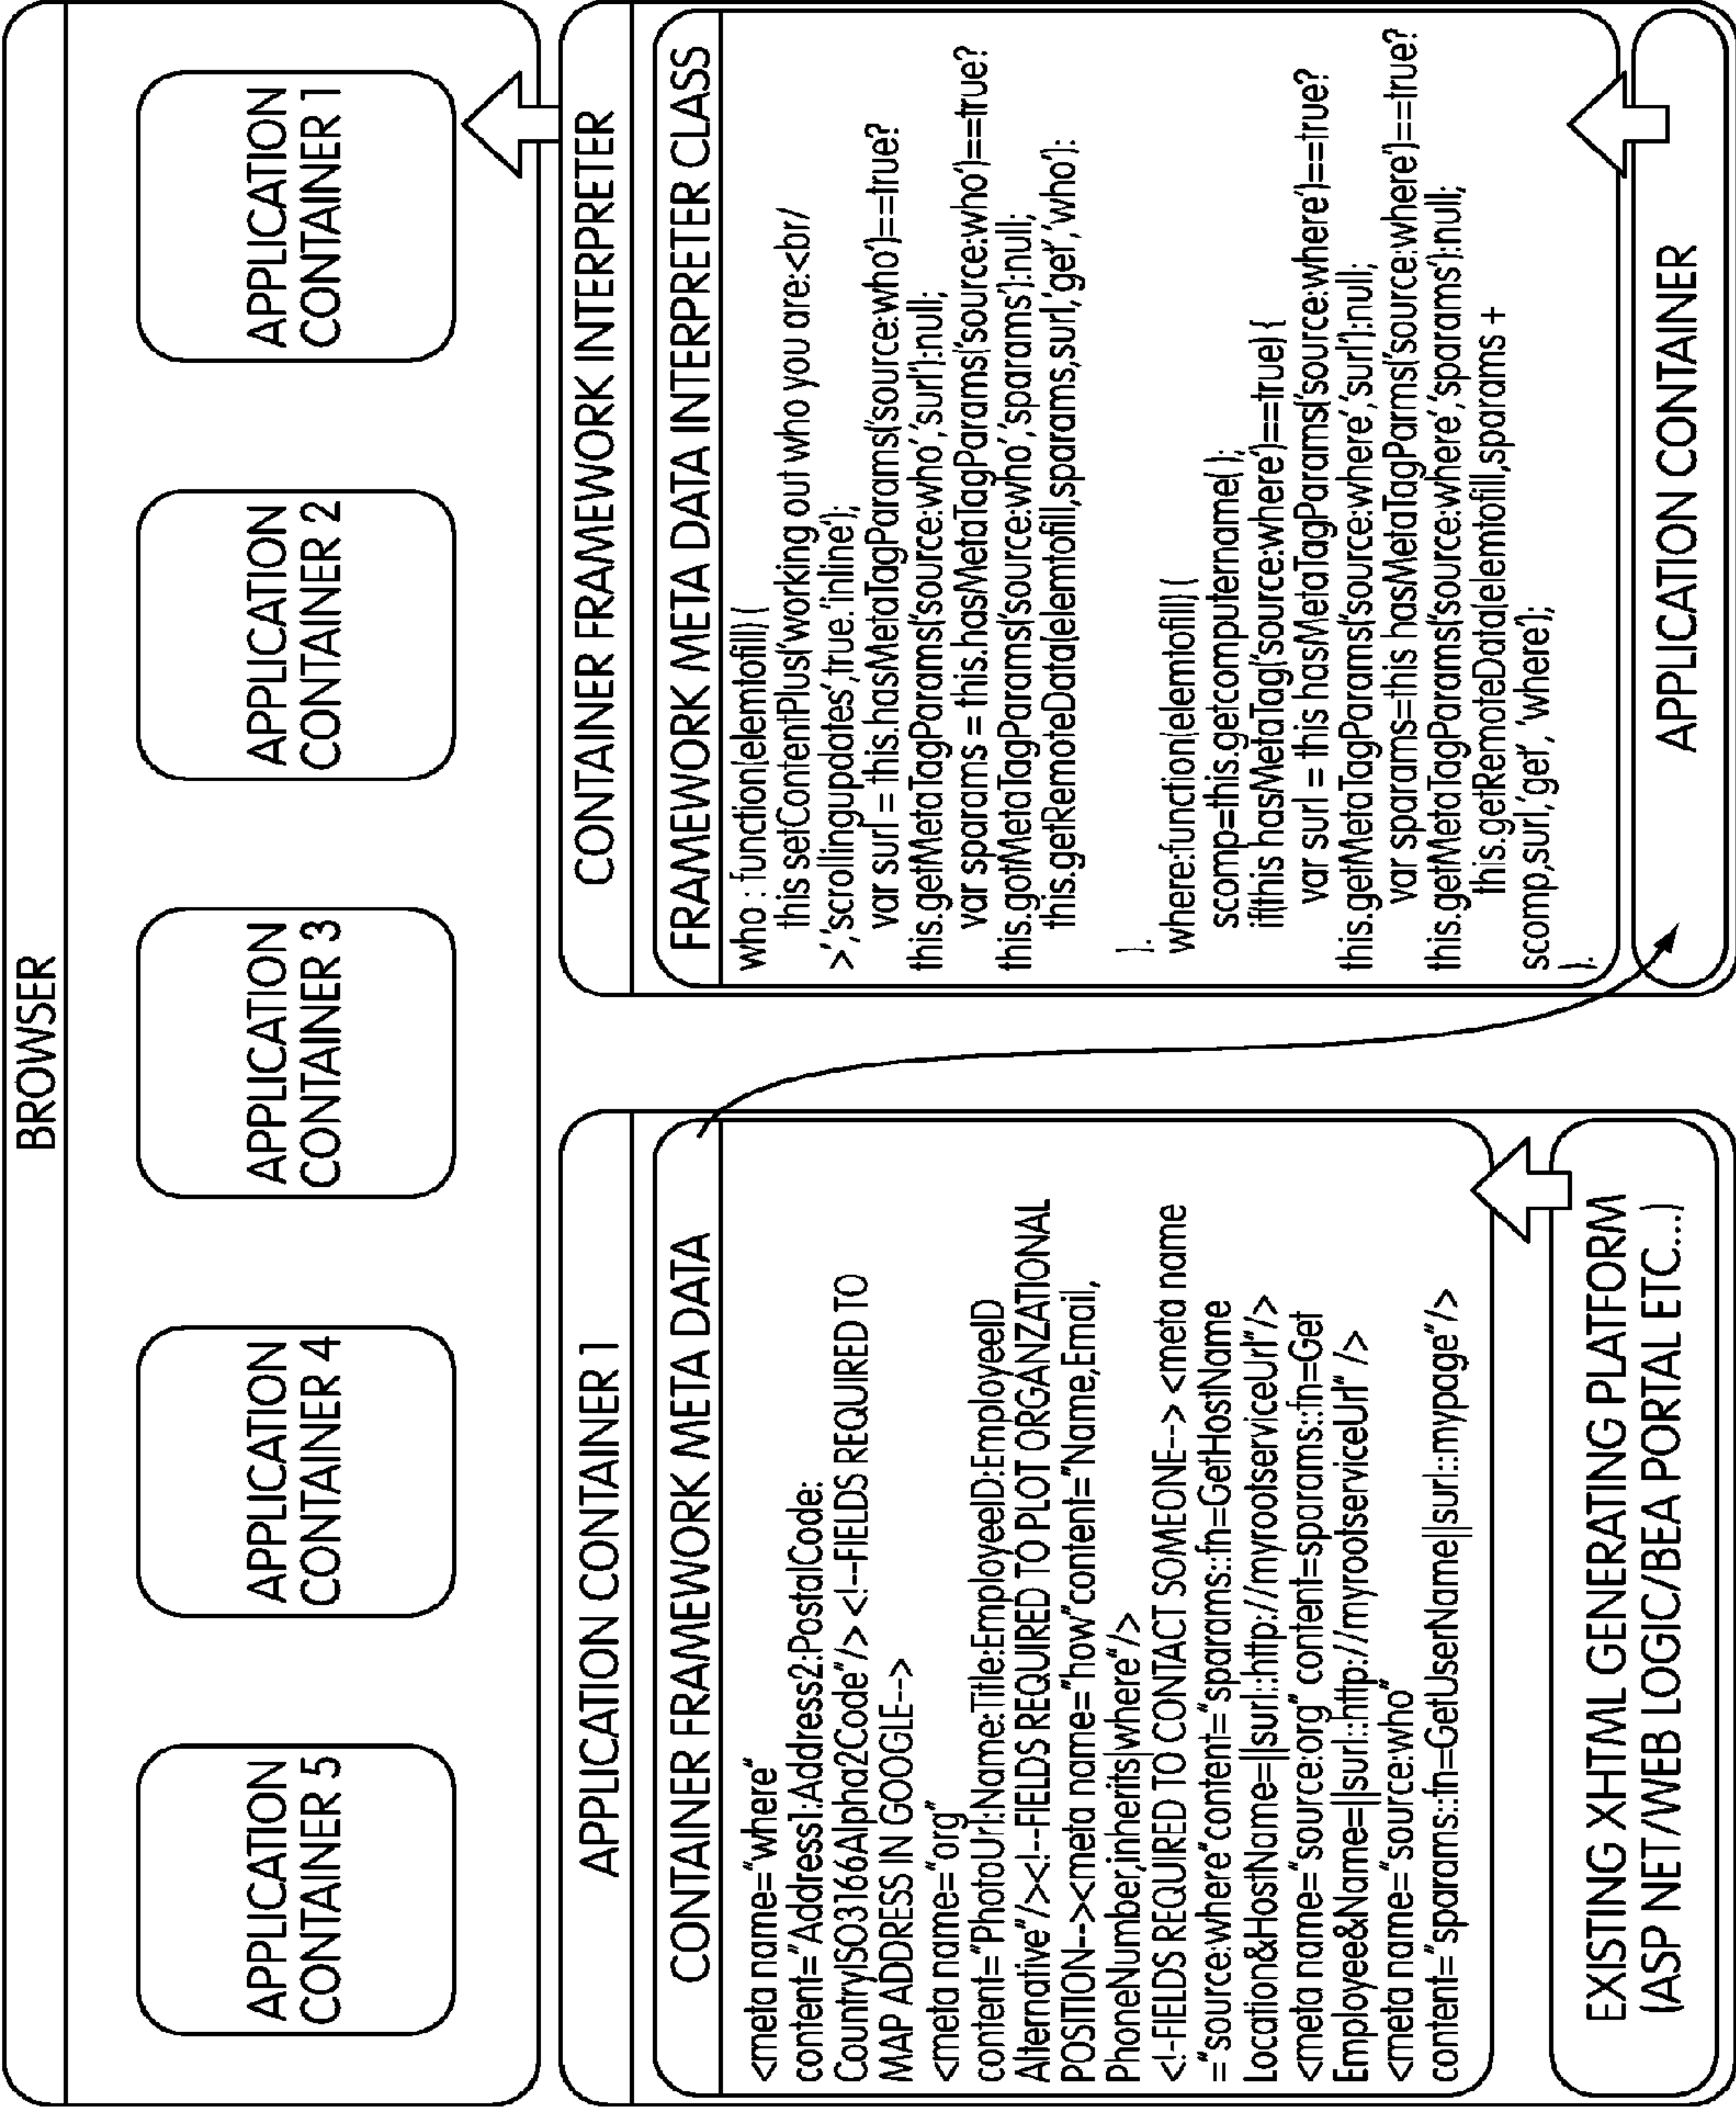 BROWSER
APPLICATION
CONTAINER 5
APPLICATION
CONTAINER 4
APPLICATION
CONTAINER 3
APPLICATION
CONTAINER 2
APPLICATION
CONTAINER 1
APPLICATION CONTAINER 1
CONTAINER FRAMEWORK META DATA
<meta name="where"
content="Address1:Address2:PostalCode:
CountryISO3166Alpha2Code"/> <!--FIELDS REQUIRED TO
MAP ADDRESS IN GOOGLE-->
<meta name="org"
content="PhotoUrl:Name:Title:EmployeeID:EmployeeID
Alternative"/><!--FIELDS REQUIRED TO PLOT ORGANZATIONAL
POSITION--><meta name="how"content="Name,Email,
PhoneNumber,inherits|where"/>
<!-FIELDS REQUIRED TO CONTACT SOMEONE--> <meta name
="source:where"content="sparams::fn=GetHostName
Location&HostName=||surl::http://myrootserviceUrl"/>
<meta name="source:org" content=sparams::fn=Get
Employee&Name=||surl::http://myrootserviceUrl" />
<meta name="source:who"
content="sparams::fn=GetUserName||surl::mypage"/>
EXISTING XHTML GENERATING PLATFORM
(ASP NET/WEB LOGIC/BEA PORTAL ETC...)
CONTAINER FRAMEWORK INTERPRETER
FRAMEWORK META DATA INTERPRETER CLASS
who : function(elemtofill) {
this setContentPlus('working out who you are:<br/
>','scrollingupdates',true.'inline');
var surl = this.hasMetaTagParams('source:who')==true?
this.getMetaTagParams('source:who','surl'):null;
var sparams = this.hasMetaTagParams('source:who')==true?
this.gotMetaTagParams('source:who','sparams'):null;
this.getRemoteData(elemtofill,sparams,surl,'get','who'):
}.
where:function(elemtofill) {
scomp=this.getcomputername();
if(this hasMetaTag('source:where')==true) {
var surl = this hasMetaTagParams('source:where')==true?
this.getMetaTagParams('source:where','surl'):null;
var sparams=this hasMetaTagParms('source:where')==true?
this.getMetaTagParams('source:where','sparams'):null;
this.getRemoteData(elemtofill,sparams +
scomp,surl,'get', 'where');
}.
APPLICATION CONTAINER